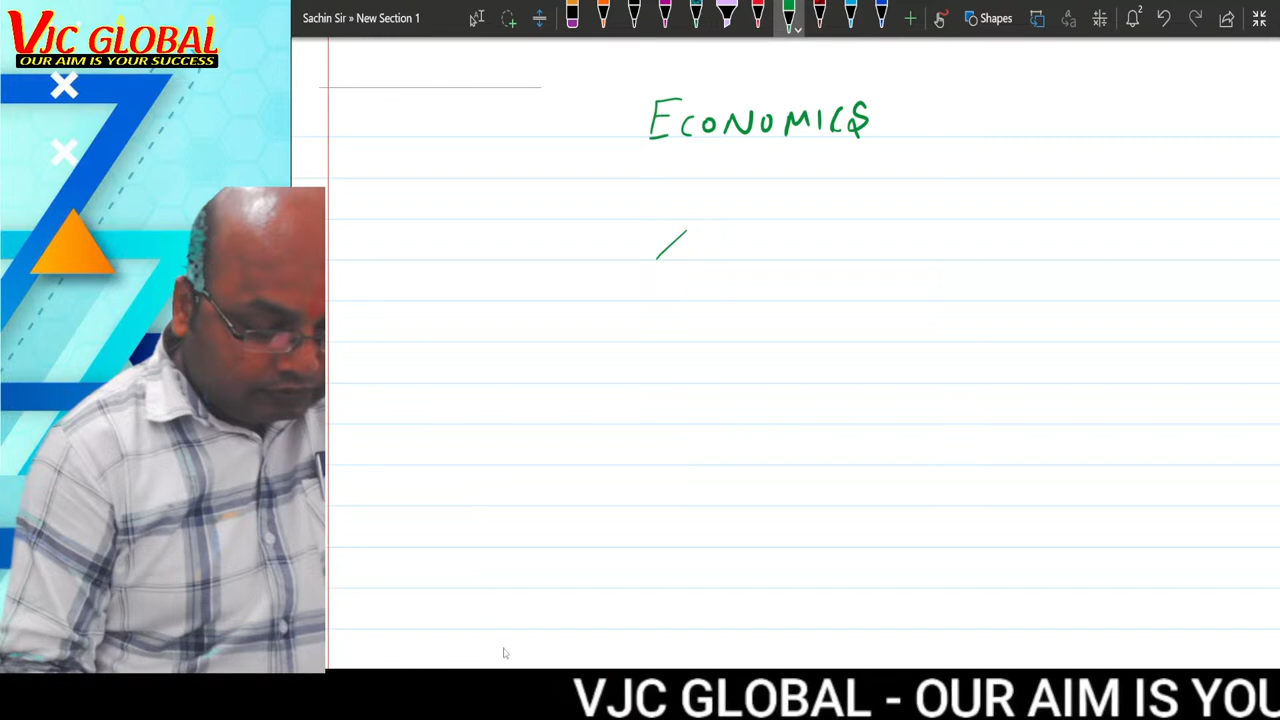 VJC GLOBAL
OUR AIM IS YOUR SUCCESS
Sachin Sir » New Section 1
Shapes
2
ECONOMICS
VJC GLOBAL - OUR AIM IS YOU